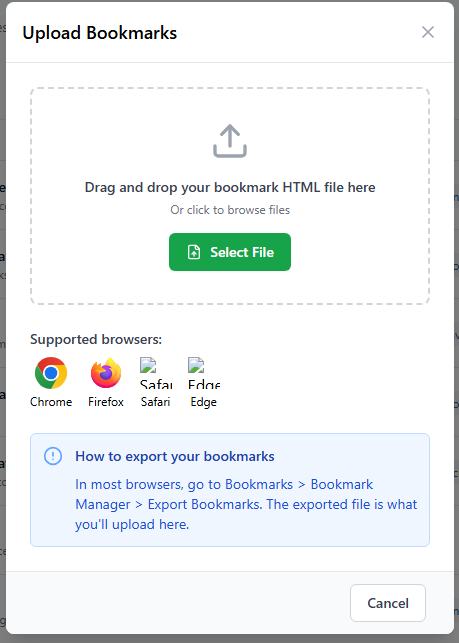 Upload Bookmarks
Drag and drop your bookmark HTML file here
Or click to browse files
Select File
Supported browsers:
Safari Edge
Chrome Firefox Safari Edge
How to export your bookmarks
In most browsers, go to Bookmarks > Bookmark
Manager > Export Bookmarks. The exported file is what
you'll upload here.
Cancel